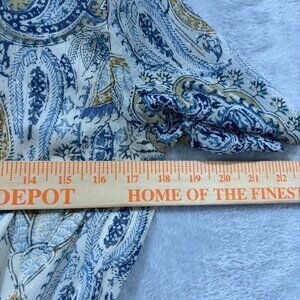 14 15 16 17 18 19 20 21 22
DEPOT HOME OF THE FINEST